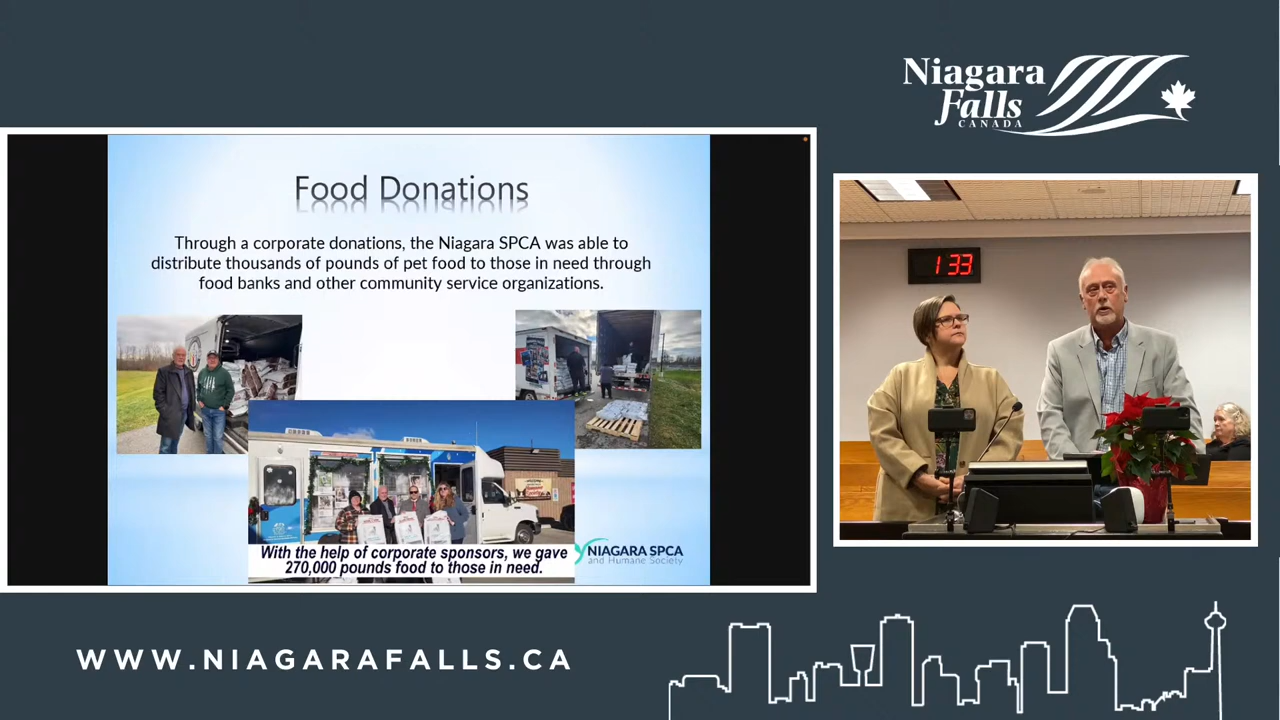 Niagara
Falls
CANADA
Food Donations
Through a corporate donations, the Niagara SPCA was able to
distribute thousands of pounds of pet food to those in need through
food banks and other community service organizations.
With the help of corporate sponsors, we gave
270,000 pounds food to those in need.
NIAGARA SPCA
and Humane Society
1 33
WWW.NIAGARAFALLS.CA